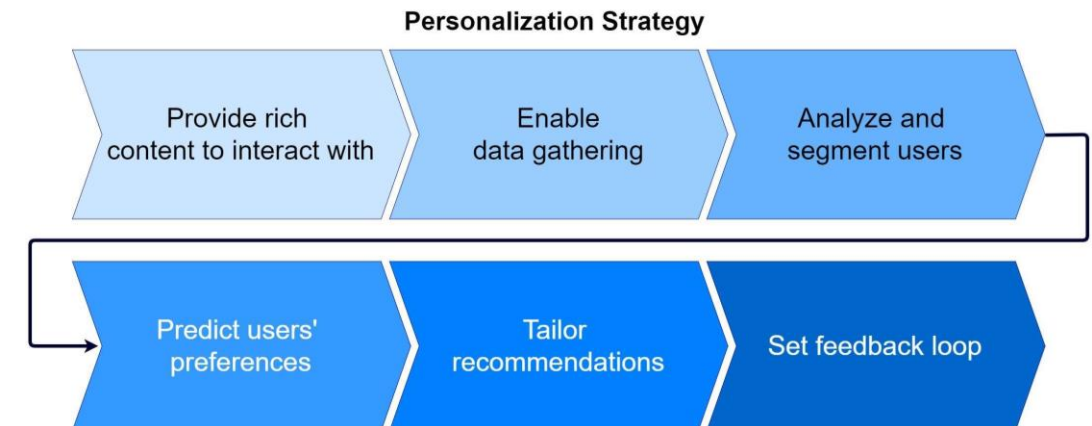 Personalization Strategy
Provide rich
content to interact with
Enable
data gathering
Analyze and
segment users
Predict users'
preferences
Tailor
recommendations
Set feedback loop